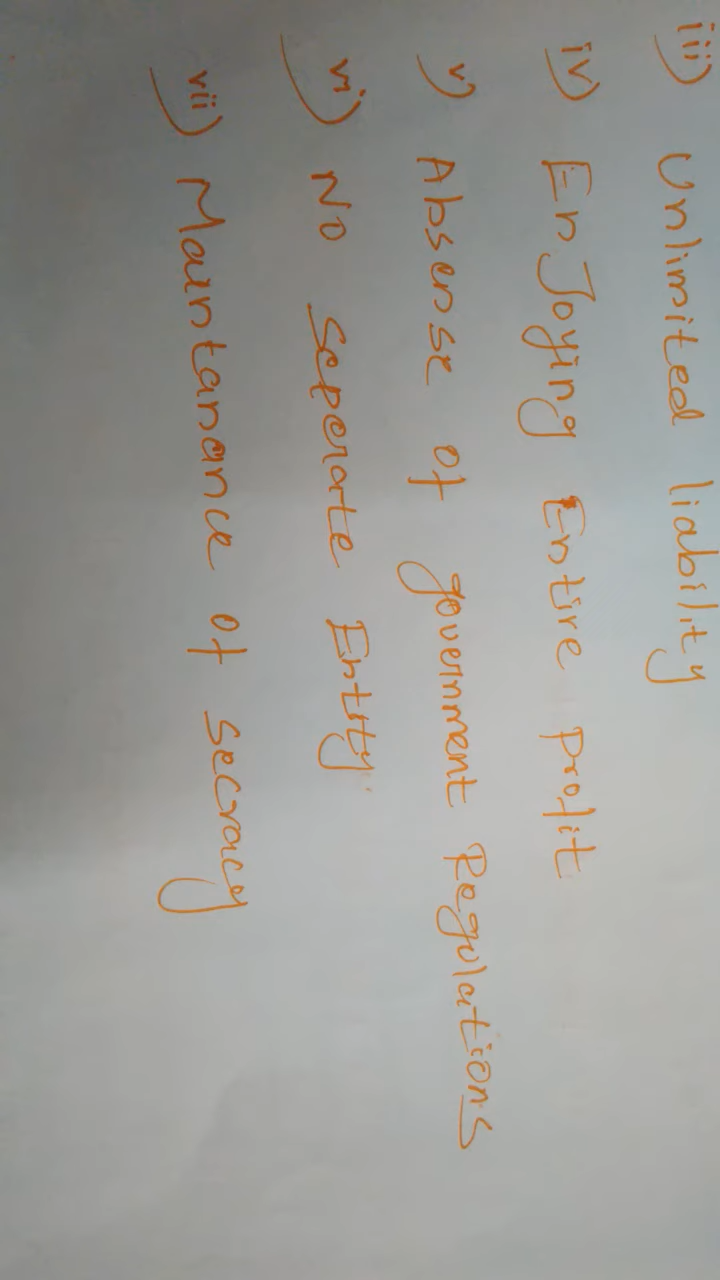 iii) Unlimited liability
iv) EnJoying Entire profit
v) Absense of government Regulations
vi) No seperate Entity.
vii) Maintanance of secracy